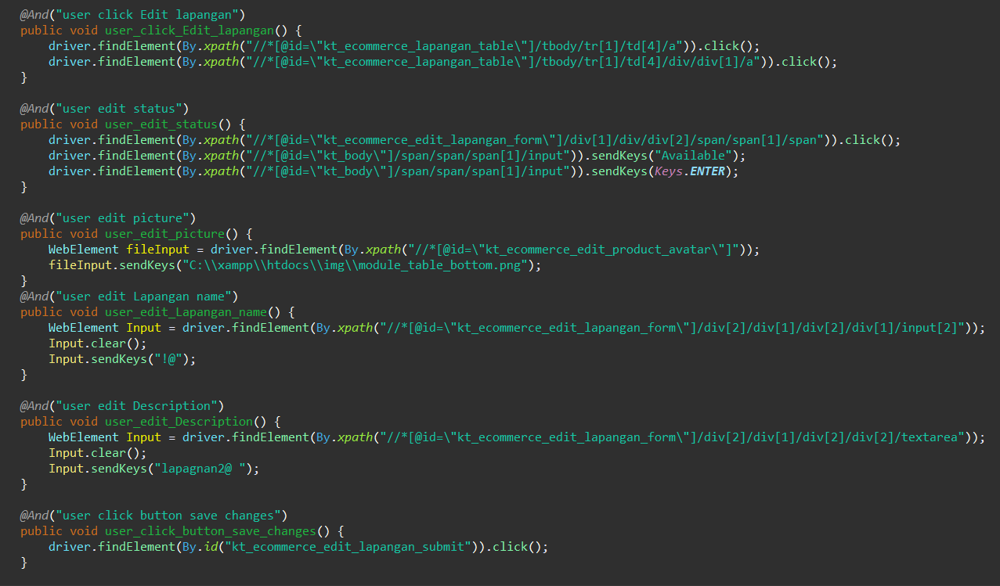 @And("user click Edit lapangan")
public void user_click_Edit_lapangan() {
driver.findElement(By.xpath("//*[@id=\"kt_ecommerce_lapangan_table\"]/tbody/tr[1]/td[4]/a")).click();
driver.findElement(By.xpath("//*[@id=\"kt_ecommerce_lapangan_table\"]/tbody/tr[1]/td[4]/div/div[1]/a")).click();
}
@And("user edit status")
public void user_edit_status() {
driver.findElement(By.xpath("//*[@id=\"kt_ecommerce_edit_lapangan_form\"]/div[1]/div/div[2]/span/span[1]/span")).click();
driver.findElement(By.xpath("//*[@id=\"kt_body\"]/span/span/span[1]/input")).sendKeys("Available");
driver.findElement(By.xpath("//*[@id=\"kt_body\"]/span/span/span[1]/input")).sendKeys(Keys.ENTER);
}
@And("user edit picture")
public void user_edit_picture() {
WebElement fileInput = driver.findElement(By.xpath("//*[@id=\"kt_ecommerce_edit_product_avatar\"]"));
fileInput.sendKeys("C:\\xampp\\htdocs\\img\\module_table_bottom.png");
}
@And("user edit Lapangan name")
public void user_edit_Lapangan_name() {
WebElement Input = driver.findElement(By.xpath("//*[@id=\"kt_ecommerce_edit_lapangan_form\"]/div[2]/div[1]/div[2]/div[1]/input[2]"));
Input.clear();
Input.sendKeys("!@");
}
@And("user edit Description")
public void user_edit_Description() {
WebElement Input = driver.findElement(By.xpath("//*[@id=\"kt_ecommerce_edit_lapangan_form\"]/div[2]/div[1]/div[2]/div[2]/textarea"));
Input.clear();
Input.sendKeys("lapagnan2@ ");
}
@And("user click button save changes")
public void user_click_button_save_changes() {
driver.findElement(By.id("kt_ecommerce_edit_lapangan_submit")).click();
}